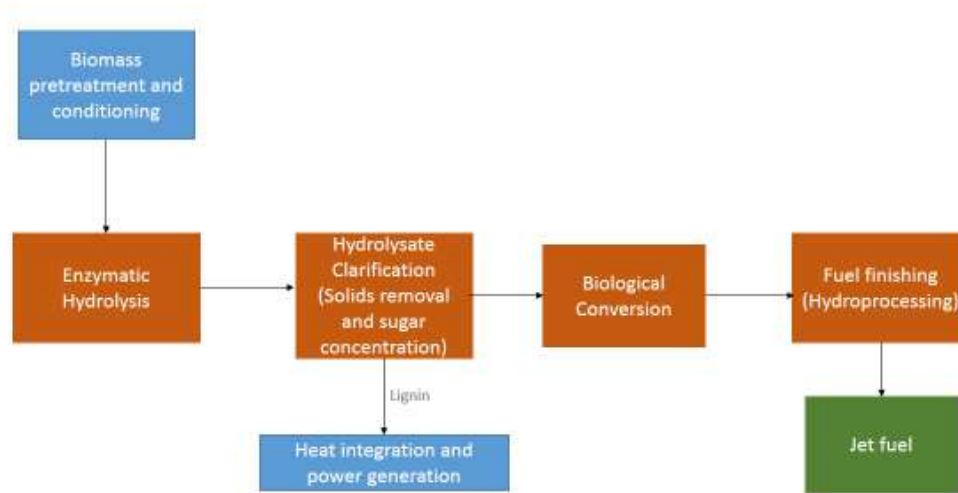 Biomass
pretreatment and
conditioning
Enzymatic
Hydrolysis
Hydrolysate
Clarification
(Solids removal
and sugar
concentration)
Biological
Conversion
Fuel finishing
(Hydroprocessing)
Lignin
Heat integration and
power generation
Jet fuel